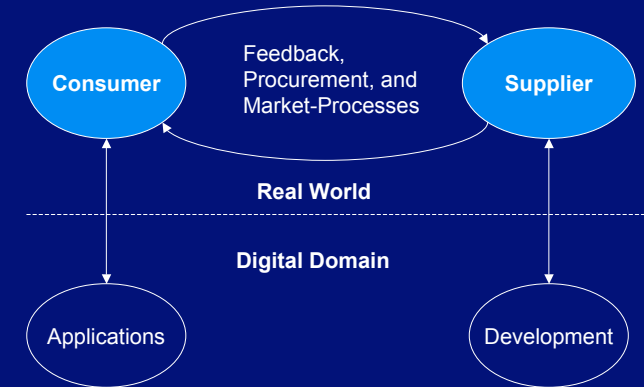 Feedback,
Procurement, and
Market-Processes
Consumer
Supplier
Real World
Digital Domain
Applications
Development